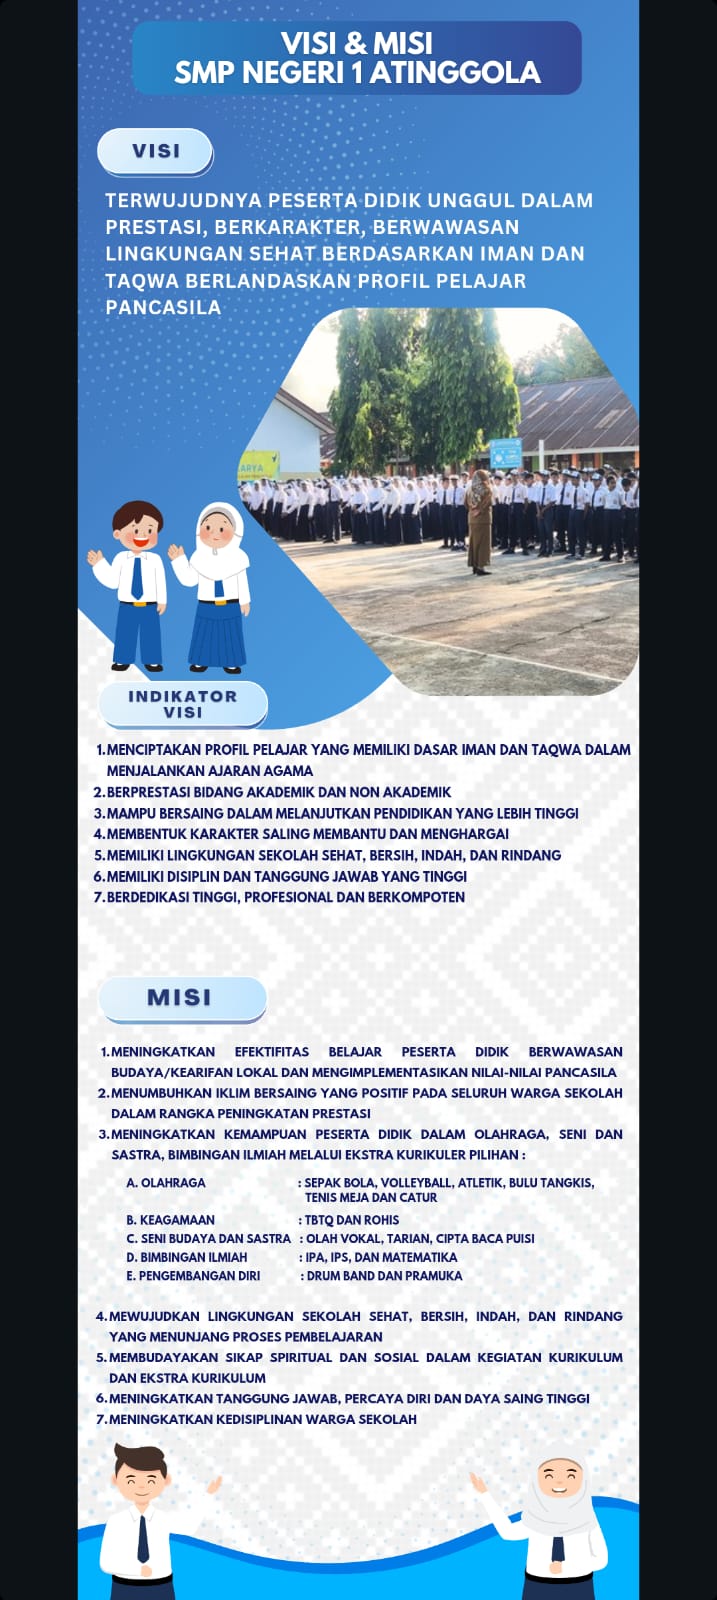 VISI & MISI
SMP NEGERI 1 ATINGGOLA
VISI
TERWUJUDNYA PESERTA DIDIK UNGGUL DALAM
PRESTASI, BERKARAKTER, BERWAWASAN
LINGKUNGAN SEHAT BERDASARKAN IMAN DAN
TAQWA BERLANDASKAN PROFIL PELAJAR
PANCASILA
ARYA
INDIKATOR
VISI
1. MENCIPTAKAN PROFIL PELAJAR YANG MEMILIKI DASAR IMAN DAN TAQWA DALAM
MENJALANKAN AJARAN AGAMA
2. BERPRESTASI BIDANG AKADEMIK DAN NON AKADEMIK
3. MAMPU BERSAING DALAM MELANJUTKAN PENDIDIKAN YANG LEBIH TINGGI
4. MEMBENTUK KARAKTER SALING MEMBANTU DAN MENGHARGAI
5. MEMILIKI LINGKUNGAN SEKOLAH SEHAT, BERSIH, INDAH, DAN RINDANG
6. MEMILIKI DISIPLIN DAN TANGGUNG JAWAB YANG TINGGI
7. BERDEDIKASI TINGGI, PROFESIONAL DAN BERKOMPOTEN
MISI
1. MENINGKATKAN EFEKTIFITAS BELAJAR PESERTA DIDIK BERWAWASAN
BUDAYA/KEARIFAN LOKAL DAN MENGIMPLEMENTASIKAN NILAI-NILAI PANCASILA
2. MENUMBUHKAN IKLIM BERSAING YANG POSITIF PADA SELURUH WARGA SEKOLAH
DALAM RANGKA PENINGKATAN PRESTASI
3. MENINGKATKAN KEMAMPUAN PESERTA DIDIK DALAM OLAHRAGA, SENI DAN
SASTRA, BIMBINGAN ILMIAH MELALUI EKSTRA KURIKULER PILIHAN :
A. OLAHRAGA : SEPAK BOLA, VOLLEYBALL, ATLETIK, BULU TANGKIS,
TENIS MEJA DAN CATUR
B. KEAGAMAAN : TBTQ DAN ROHIS
C. SENI BUDAYA DAN SASTRA : OLAH VOKAL, TARIAN, CIPTA BACA PUISI
D. BIMBINGAN ILMIAH : IPA, IPS, DAN MATEMATIKA
E. PENGEMBANGAN DIRI : DRUM BAND DAN PRAMUKA
4. MEWUJUDKAN LINGKUNGAN SEKOLAH SEHAT, BERSIH, INDAH, DAN RINDANG
YANG MENUNJANG PROSES PEMBELAJARAN
5. MEMBUDAYAKAN SIKAP SPIRITUAL DAN SOSIAL DALAM KEGIATAN KURIKULUM
DAN EKSTRA KURIKULUM
6. MENINGKATKAN TANGGUNG JAWAB, PERCAYA DIRI DAN DAYA SAING TINGGI
7. MENINGKATKAN KEDISIPLINAN WARGA SEKOLAH